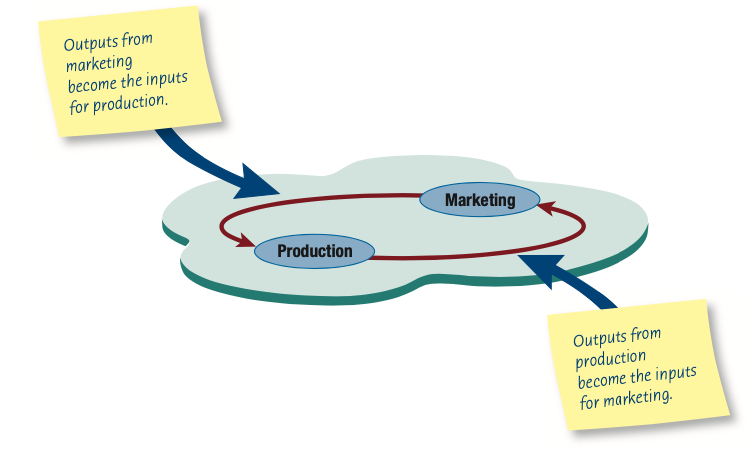 Outputs from
marketing
become the inputs
for production.
Marketing
Production
Outputs from
production
become the inputs
for marketing.